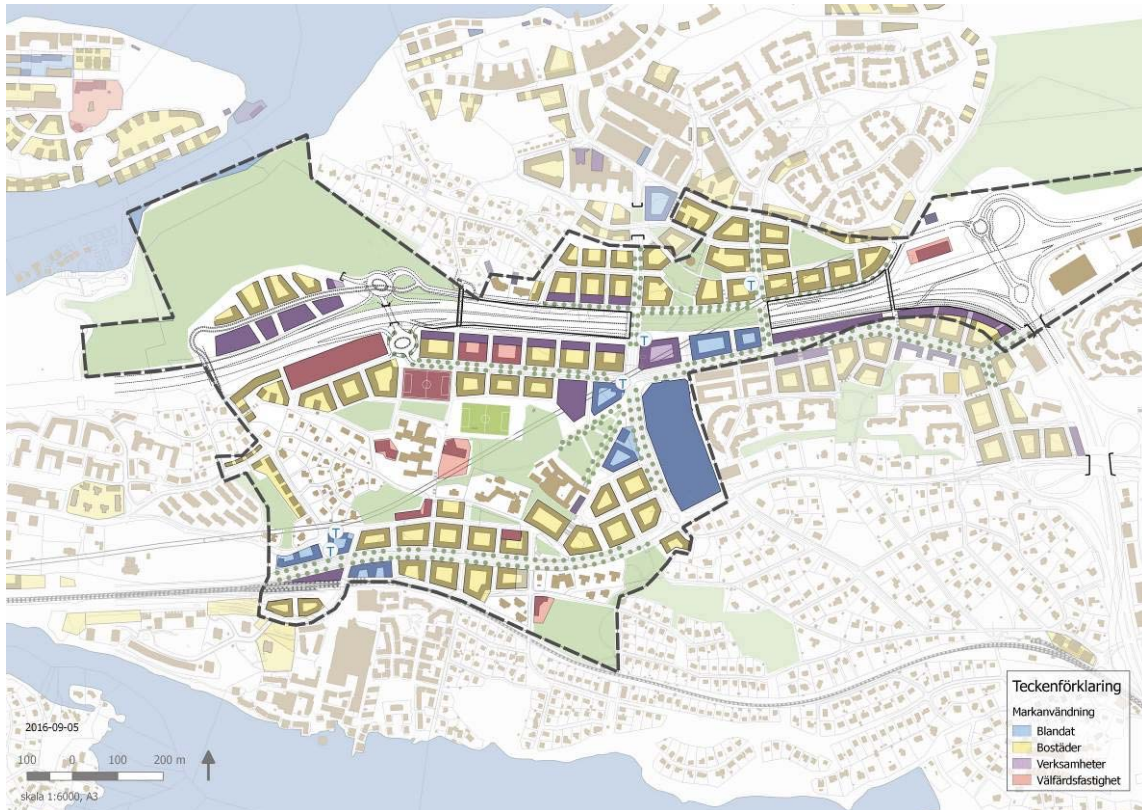 T
T
T
T
T
2016-09-05
100 0 100 200 m
skala 1:6000, A3
Teckenförklaring
Markanvändning
Blandat
Bostäder
Verksamheter
Välfärdsfastighet